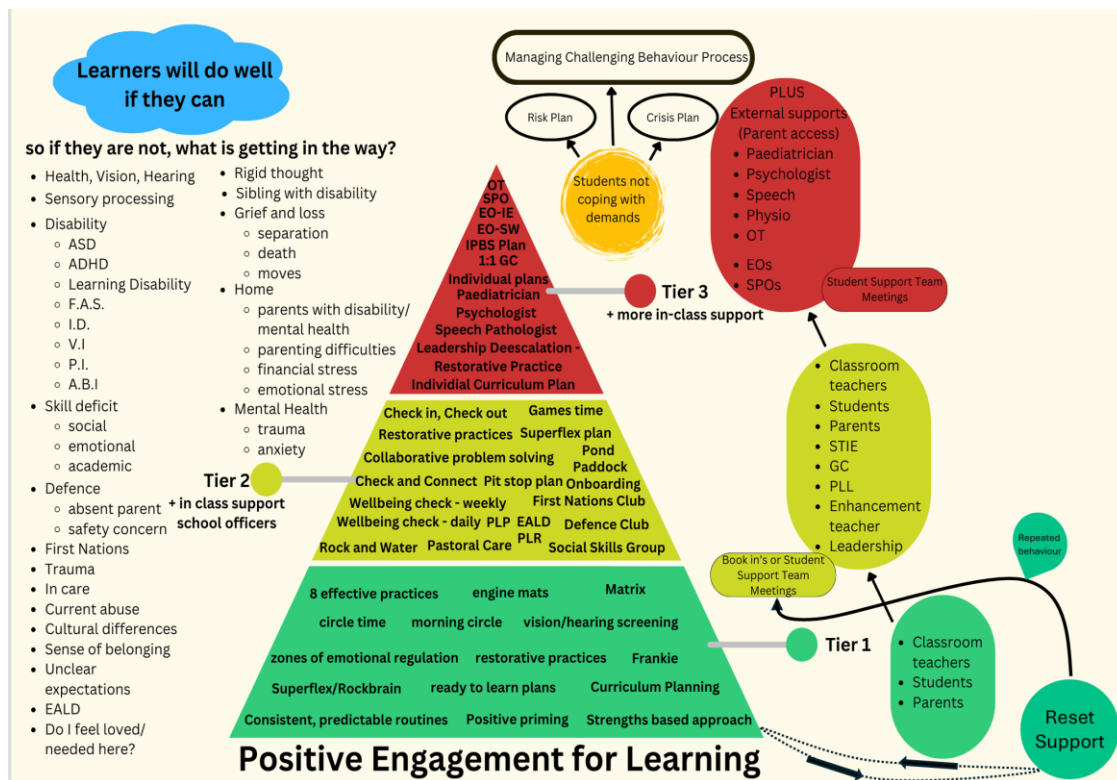 Learners will do well
if they can
so if they are not, what is getting in the way?
• Health, Vision, Hearing
• Sensory processing
• Disability
○ ASD
○ ADHD
○ Learning Disability
○ F.A.S.
○ I.D.
○ V.I
○ P.I.
○ A.B.I
• Skill deficit
○ social
○ emotional
○ academic
• Defence
○ absent parent
○ safety concern
• First Nations
• Trauma
• In care
• Current abuse
• Cultural differences
• Sense of belonging
• Unclear
expectations
• EALD
• Do I feel loved/
needed here?
• Rigid thought
• Sibling with disability
• Grief and loss
○ separation
○ death
○ moves
• Home
○ parents with disability/
mental health
○ parenting difficulties
○ financial stress
○ emotional stress
• Mental Health
○ trauma
○ anxiety
Managing Challenging Behaviour Process
Risk Plan
Crisis Plan
Students not
coping with
demands
OT
SPO
EO-IE
EO-SW
IPBS Plan
1:1 GC
Individual plans
Paediatrician
Psychologist
Speech Pathologist
Leadership Deescalation -
Restorative Practice
Individial Curriculum Plan
Tier 3
+ more in-class support
PLUS
External supports
(Parent access)
• Paediatrician
• Psychologist
• Speech
• Physio
• OT
• EOs
• SPOs
Student Support Team
Meetings
Tier 2
+ in class support
school officers
Check in, Check out Games time
Restorative practices Superflex plan
Collaborative problem solving Pond
Paddock
Check and Connect Pit stop plan Onboarding
Wellbeing check - weekly First Nations Club
Wellbeing check - daily PLP EALD Defence Club
PLR
Rock and Water Pastoral Care Social Skills Group
• Classroom
teachers
• Students
• Parents
• STIE
• GC
• PLL
• Enhancement
teacher
• Leadership
Book in's or Student
Support Team
Meetings
Repeated
behaviour
8 effective practices engine mats Matrix
circle time morning circle vision/hearing screening
zones of emotional regulation restorative practices Frankie
Superflex/Rockbrain ready to learn plans Curriculum Planning
Consistent, predictable routines Positive priming Strengths based approach
Tier 1
• Classroom
teachers
• Students
• Parents
Reset
Support
Positive Engagement for Learning